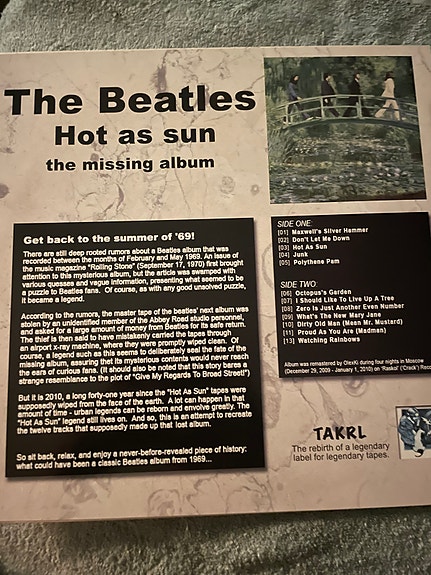 The Beatles
Hot as sun
the missing album
Get back to the summer of '69!
There are still deep rooted rumors about a Beatles album that was
recorded between the months of February and May 1969. An issue of
the music magazine "Rolling Stone" (September 17, 1970) first brought
attention to this mysterious album, but the article was swamped with
various quesses and vague information, presenting what seemed to be
a puzzle to Beatles fans. Of course, as with any good unsolved puzzle,
it became a legend.
According to the rumors, the master tape of the beatles' next album was
stolen by an unidentified member of the Abbey Road studio personnel,
and asked for a large amount of money from Beatles for its safe return.
The thief is then said to have mistakenly carried the tapes through
an airport x-ray machine, where they were promptly wiped clean. Or
course, a legend such as this seems to deliberately seal the fate of the
missing album, assuring that its mysterious contents would never reach
the ears of curious fans. (It should also be noted that this story bares a
strange resemblance to the plot of "Give My Regards To Broad Street!")
But it is 2010, a long forty-one year since the "Hot As Sun" tapes were
supposedly wiped from the face of the earth. A lot can happen in that
amount of time - urban legends can be reborn and envolve greatly. The
"Hot As Sun" legend still lives on. And so, this is an attempt to recreate
the twelve tracks that supposedly made up that lost album.
So sit back, relax, and enjoy a never-before-revealed piece of history:
what could have been a classic Beatles album from 1969...
SIDE ONE:
[01] Maxwell's Silver Hammer
[02] Don't Let Me Down
[03] Hot As Sun
[04] Junk
[05] Polythene Pam
SIDE TWO:
[06] Octopus's Garden
[07] I Should Like To Live Up A Tree
[08] Zero Is Just Another Even Number
[09] What's The New Mary Jane
[10] Dirty Old Man (Mean Mr. Mustard)
[11] Proud As You Are (Madman)
[13] Watching Rainbows
Album was remastered by OlexKi during four nights in Moscow
(December 29, 2009 - January 1, 2010) on 'Raskol' ('Crack')
TAKRL
The rebirth of a legendary
label for legendary tapes.